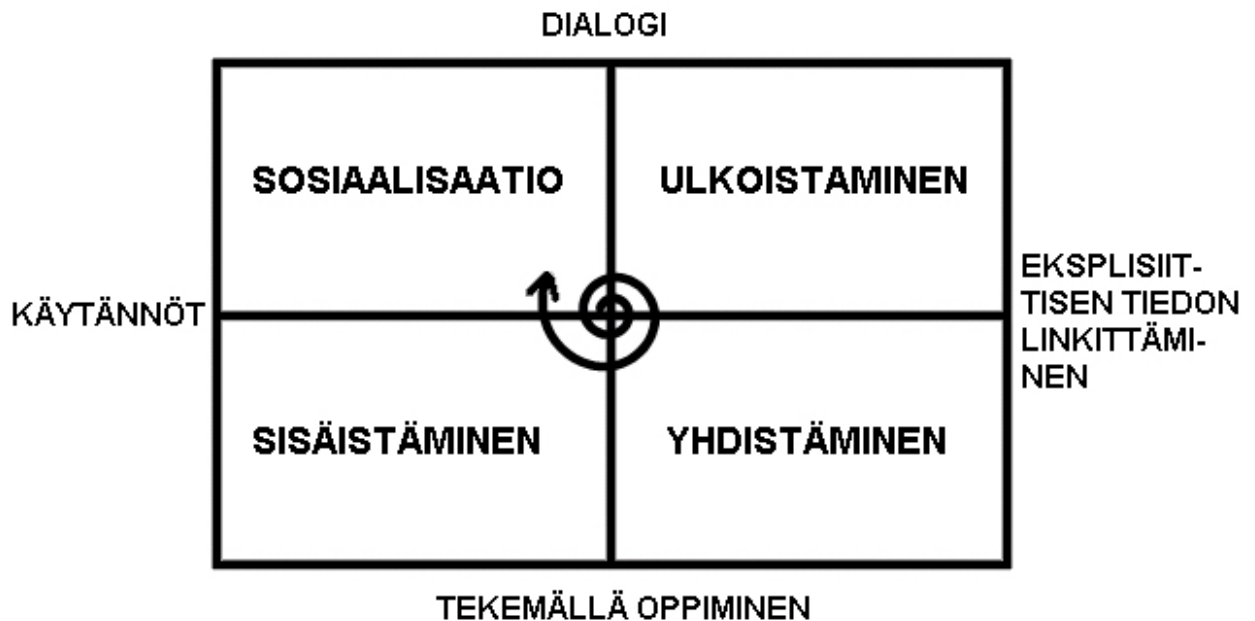 DIALOGI
SOSIAALISAATIO
ULKOISTAMINEN
KÄYTÄNNÖT
EKSPLISIIT-
TISEN TIEDON
LINKITTÄMI-
NEN
SISÄISTÄMINEN
YHDISTÄMINEN
TEKEMÄLLÄ OPPIMINEN